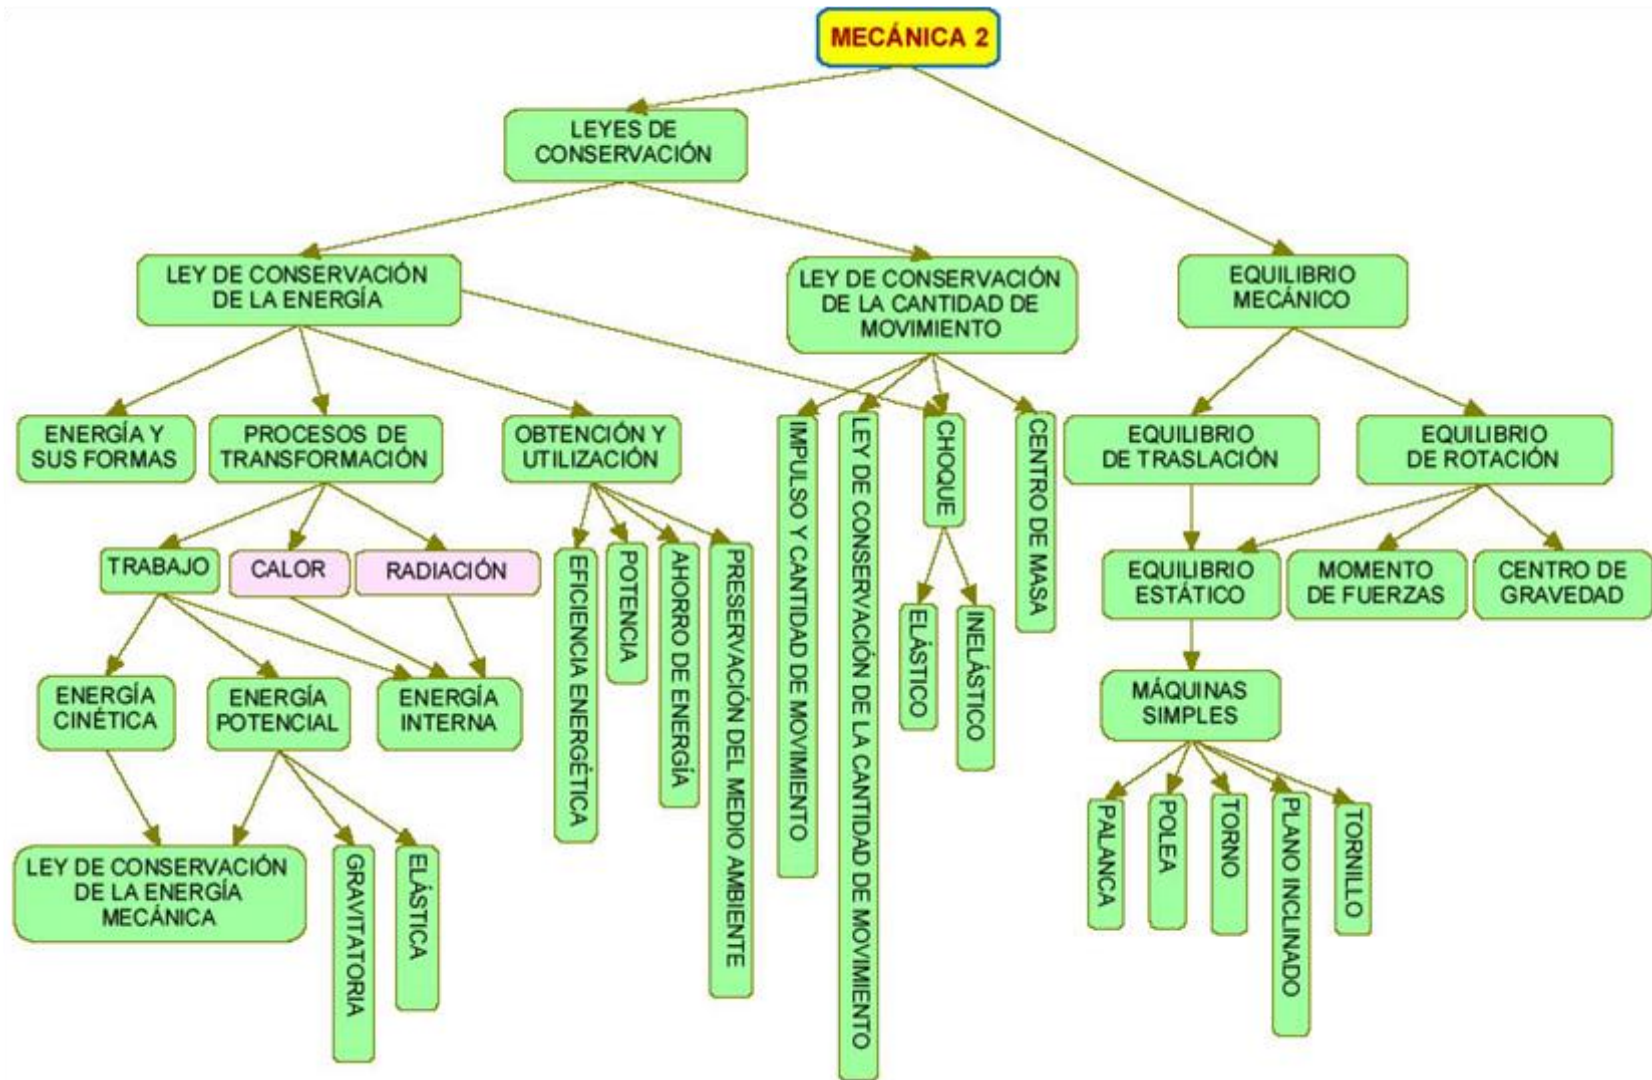 MECÁNICA 2
LEYES DE
CONSERVACIÓN
LEY DE CONSERVACIÓN
DE LA ENERGÍA
LEY DE CONSERVACIÓN
DE LA CANTIDAD DE
MOVIMIENTO
EQUILIBRIO
MECÁNICO
ENERGÍA Y
SUS FORMAS
PROCESOS DE
TRANSFORMACIÓN
OBTENCIÓN Y
UTILIZACIÓN
IMPULSO Y CANTIDAD DE MOVIMIENTO
LEY DE CONSERVACIÓN DE LA CANTIDAD DE MOVIMIENTO
CHOQUE
CENTRO DE MASA
EQUILIBRIO
DE TRASLACIÓN
EQUILIBRIO
DE ROTACIÓN
TRABAJO
CALOR
RADIACIÓN
EFICIENCIA ENERGÉTICA
POTENCIA
AHORRO DE ENERGÍA
PRESERVACIÓN DEL MEDIO AMBIENTE
ELÁSTICO
INELÁSTICO
EQUILIBRIO
ESTÁTICO
MOMENTO
DE FUERZAS
CENTRO DE
GRAVEDAD
ENERGÍA
CINÉTICA
ENERGÍA
POTENCIAL
ENERGÍA
INTERNA
MÁQUINAS
SIMPLES
LEY DE CONSERVACIÓN
DE LA ENERGÍA
MECÁNICA
GRAVITATORIA
ELÁSTICA
PALANCA
POLEA
TORNO
PLANO INCLINADO
TORNILLO